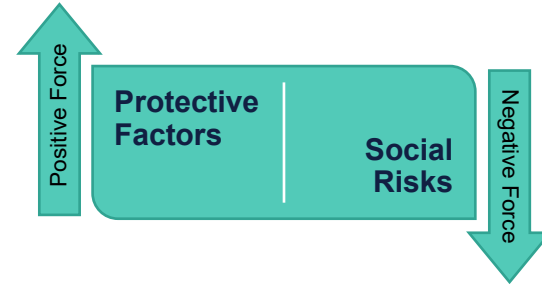 Positive Force
Protective
Factors
Social
Risks
Negative Force